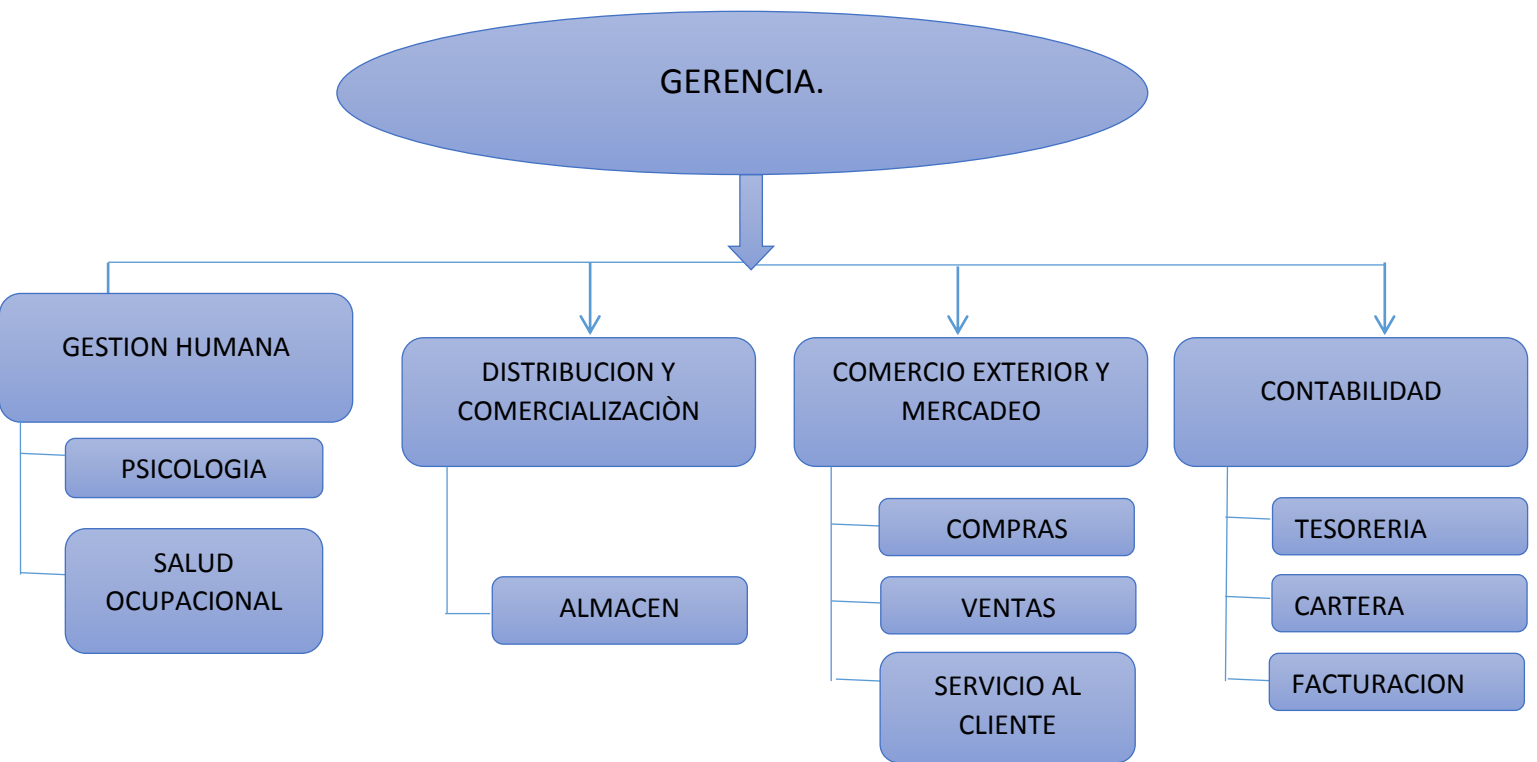 GERENCIA.
GESTION HUMANA
PSICOLOGIA
SALUD
OCUPACIONAL
DISTRIBUCION Y
COMERCIALIZACIÒN
ALMACEN
COMERCIO EXTERIOR Y
MERCADEO
COMPRAS
VENTAS
SERVICIO AL
CLIENTE
CONTABILIDAD
TESORERIA
CARTERA
FACTURACION